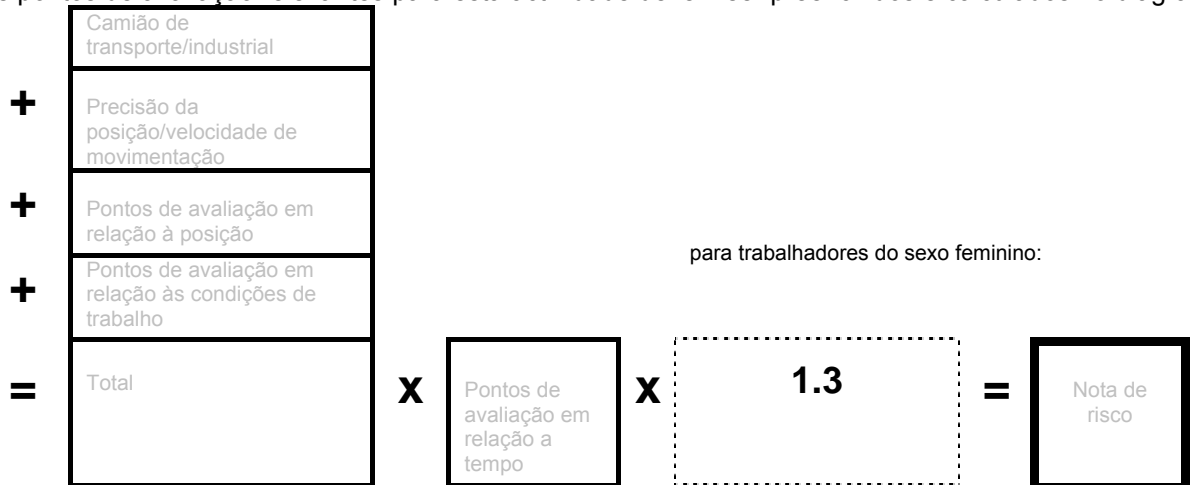 Camião de
transporte/industrial
+
Precisão da
posição/velocidade de
movimentação
+
Pontos de avaliação em
relação à posição
para trabalhadores do sexo feminino:
+
Pontos de avaliação em
relação às condições de
trabalho
=
Total
X
Pontos de
avaliação em
relação a
tempo
X
1.3
=
Nota de
risco